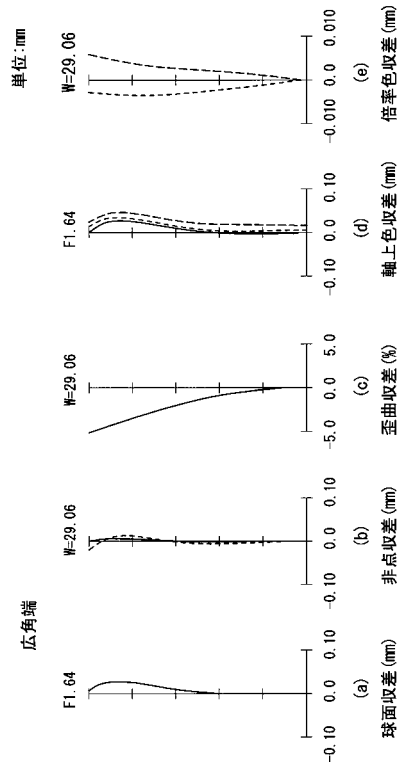 広角端
単位:mm
F1.64
W=29.06
W=29.06
F1.64
W=29.06
-0.10 0.0 0.10
-0.10 0.0 0.10
-5.0 0.0 5.0
-0.10 0.0 0.10
-0.010 0.0 0.010
(a)
(b)
(c)
(d)
(e)
球面収差(mm)
非点収差(mm)
歪曲収差(%)
軸上色収差(mm)
倍率色収差(mm)